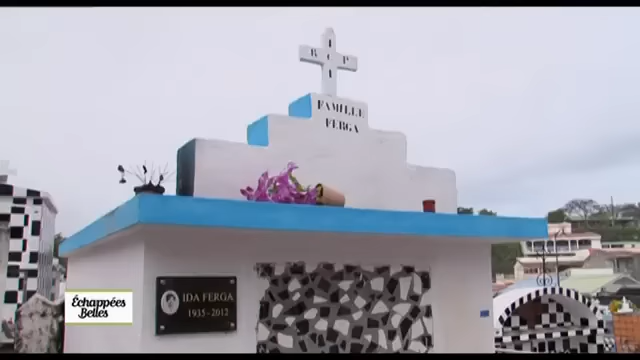 I
R P
I
FAMILLE
FERGA
IDA FERGA
1935-2012
Échappées
Belles